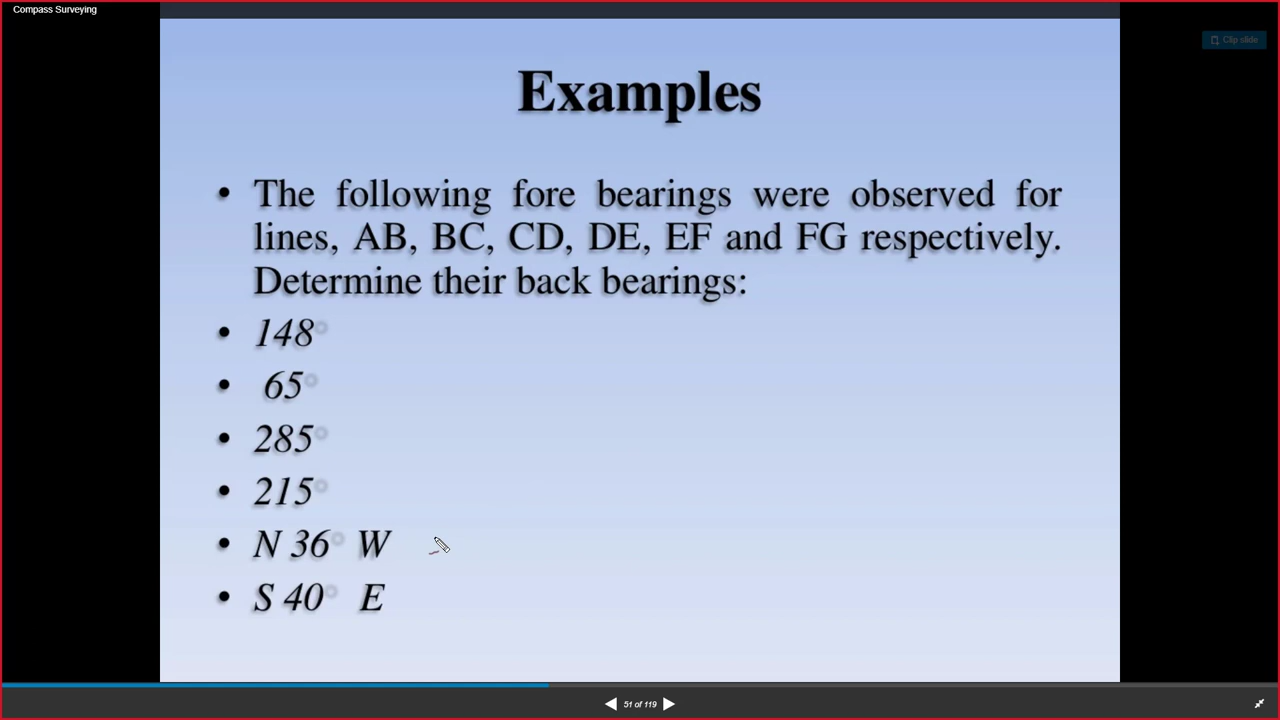 Compass Surveying
Clip slide
Examples
• The following fore bearings were observed for
lines, AB, BC, CD, DE, EF and FG respectively.
Determine their back bearings:
• 148°
• 65°
• 285°
• 215°
• N 36° W
• S 40° E
51 of 119